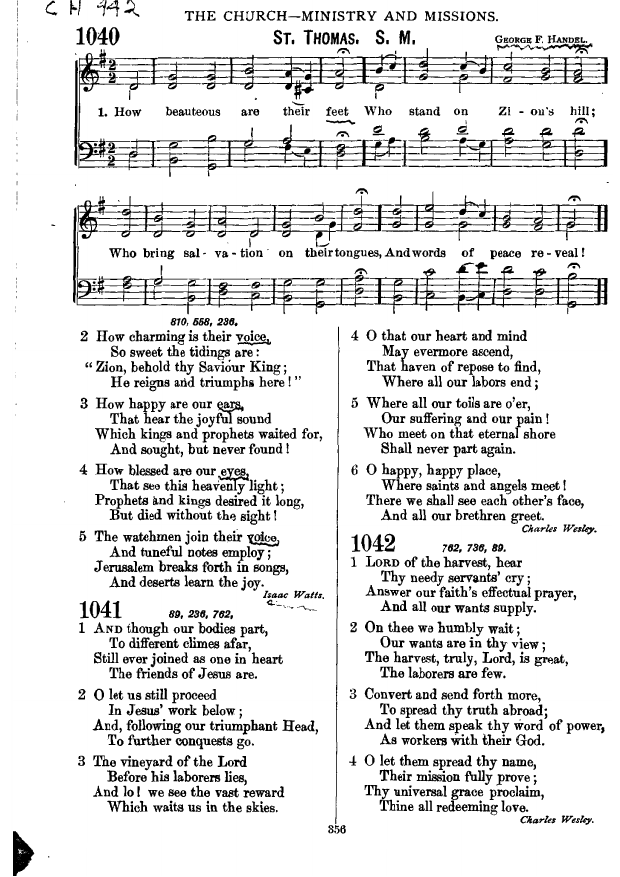 C H 442
THE CHURCH—MINISTRY AND MISSIONS.
1040 ST. THOMAS. S. M. GEORGE F. HANDEL.
1. How beauteous are their feet Who stand on Zi - on's hill;
Who bring sal - va - tion on their tongues, And words of peace re - veal!
810, 558, 236.
2 How charming is their voice,
So sweet the tidings are:
“Zion, behold thy Saviour King;
He reigns and triumphs here!”
3 How happy are our ears,
That hear the joyful sound
Which kings and prophets waited for,
And sought, but never found!
4 How blessed are our eyes,
That see this heavenly light;
Prophets and kings desired it long,
But died without the sight!
5 The watchmen join their voice,
And tuneful notes employ;
Jerusalem breaks forth in songs,
And deserts learn the joy.
Isaac Watts.
1041 89, 236, 762,
1 AND though our bodies part,
To different climes afar,
Still ever joined as one in heart
The friends of Jesus are.
2 O let us still proceed
In Jesus' work below;
And, following our triumphant Head,
To further conquests go.
3 The vineyard of the Lord
Before his laborers lies,
And lo! we see the vast reward
Which waits us in the skies.
4 O that our heart and mind
May evermore ascend,
That haven of repose to find,
Where all our labors end;
5 Where all our toils are o'er,
Our suffering and our pain!
Who meet on that eternal shore
Shall never part again.
6 O happy, happy place,
Where saints and angels meet!
There we shall see each other's face,
And all our brethren greet.
Charles Wesley.
1042 762, 736, 89.
1 LORD of the harvest, hear
Thy needy servants' cry;
Answer our faith's effectual prayer,
And all our wants supply.
2 On thee we humbly wait;
Our wants are in thy view;
The harvest, truly, Lord, is great,
The laborers are few.
3 Convert and send forth more,
To spread thy truth abroad;
And let them speak thy word of power,
As workers with their God.
4 O let them spread thy name,
Their mission fully prove;
Thy universal grace proclaim,
Thine all redeeming love.
Charles Wesley.
356